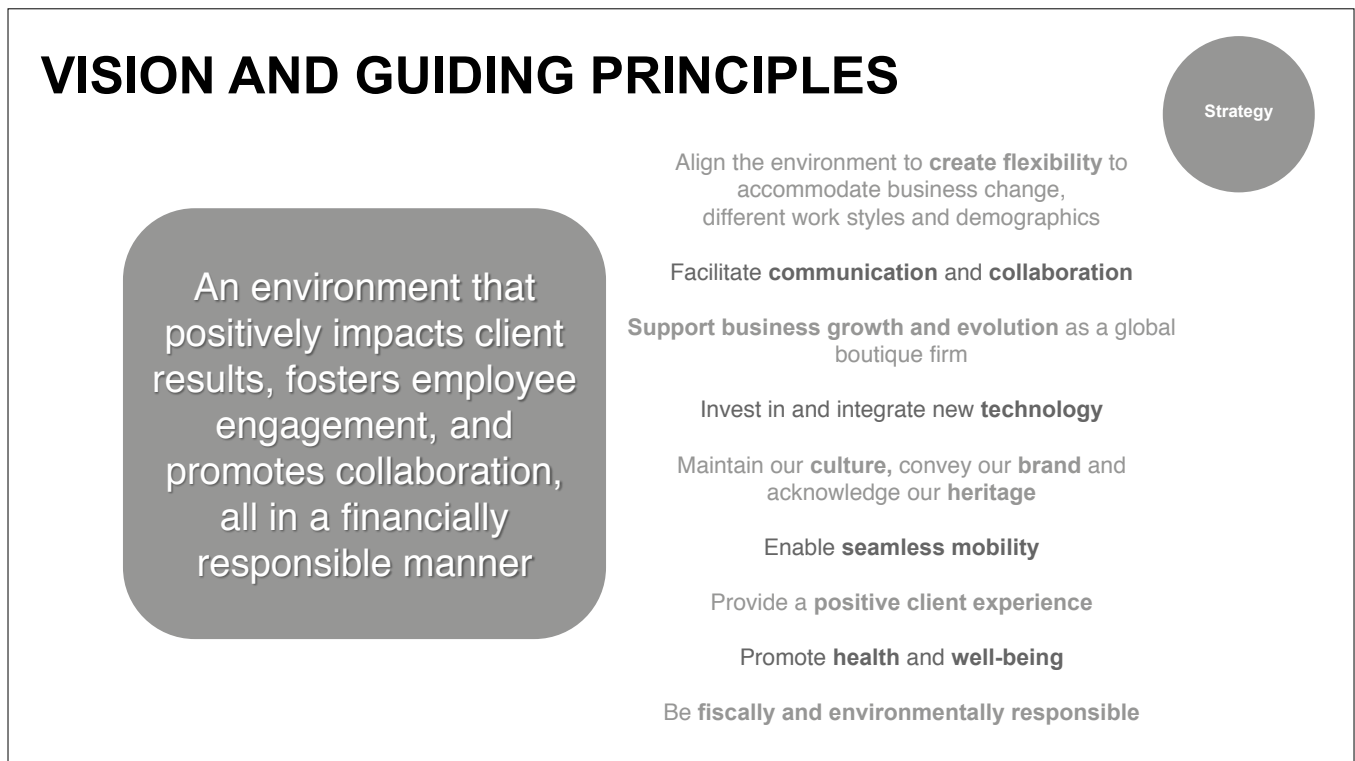 VISION AND GUIDING PRINCIPLES
Strategy
An environment that
positively impacts client
results, fosters employee
engagement, and
promotes collaboration,
all in a financially
responsible manner
Align the environment to create flexibility to
accommodate business change,
different work styles and demographics
Facilitate communication and collaboration
Support business growth and evolution as a global
boutique firm
Invest in and integrate new technology
Maintain our culture, convey our brand and
acknowledge our heritage
Enable seamless mobility
Provide a positive client experience
Promote health and well-being
Be fiscally and environmentally responsible